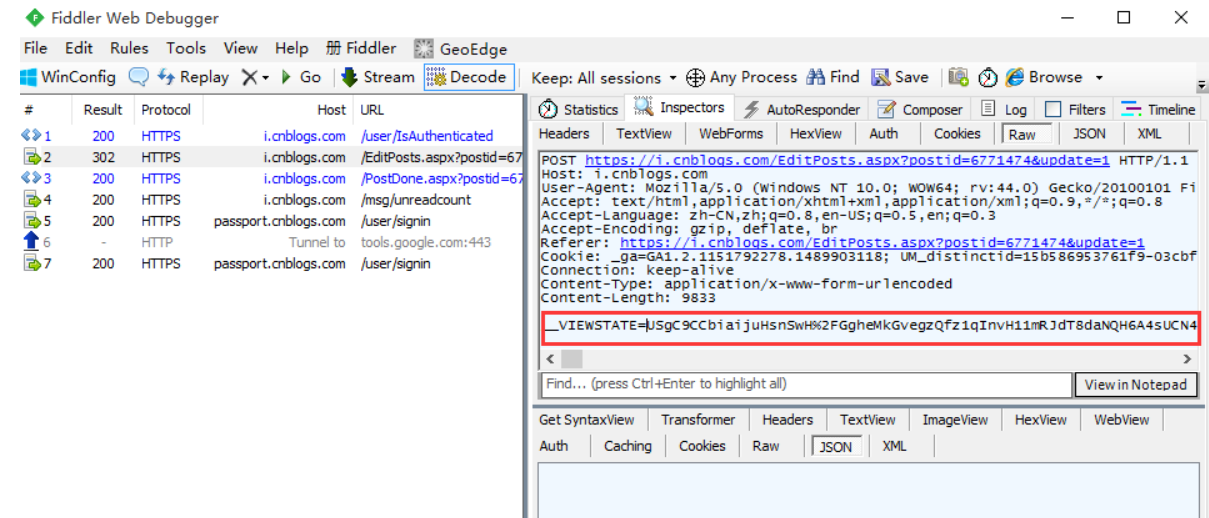 Fiddler Web Debugger
File Edit Rules Tools View Help 册 Fiddler GeoEdge
WinConfig Replay Go Stream Decode Keep: All sessions Any Process Find Save Browse
# Result Protocol Host URL
1 200 HTTPS i.cnblogs.com /user/IsAuthenticated
2 302 HTTPS i.cnblogs.com /EditPosts.aspx?postid=67
3 200 HTTPS i.cnblogs.com /PostDone.aspx?postid=67
4 200 HTTPS i.cnblogs.com /msg/unreadcount
5 200 HTTPS passport.cnblogs.com /user/signin
6 - HTTP Tunnel to tools.google.com:443
7 200 HTTPS passport.cnblogs.com /user/signin
Statistics Inspectors AutoResponder Composer Log Filters Timeline
Headers TextView WebForms HexView Auth Cookies Raw JSON XML
POST https://i.cnblogs.com/EditPosts.aspx?postid=6771474&update=1 HTTP/1.1
Host: i.cnblogs.com
User-Agent: Mozilla/5.0 (Windows NT 10.0; WOW64; rv:44.0) Gecko/20100101 Fi
Accept: text/html,application/xhtml+xml,application/xml;q=0.9,*/*;q=0.8
Accept-Language: zh-CN,zh;q=0.8,en-US;q=0.5,en;q=0.3
Accept-Encoding: gzip, deflate, br
Referer: https://i.cnblogs.com/EditPosts.aspx?postid=6771474&update=1
Cookie: _ga=GA1.2.1151792278.1489903118; UM_distinctid=15b586953761f9-03cbf
Connection: keep-alive
Content-Type: application/x-www-form-urlencoded
Content-Length: 9833
__VIEWSTATE=USgC9CCbiaijuHsnSwH%2FGgheMkGvegzQfz1qInvH11mRJdT8daNQH6A4sUCN4
Find... (press Ctrl+Enter to highlight all) View in Notepad
Get SyntaxView Transformer Headers TextView ImageView HexView WebView
Auth Caching Cookies Raw JSON XML